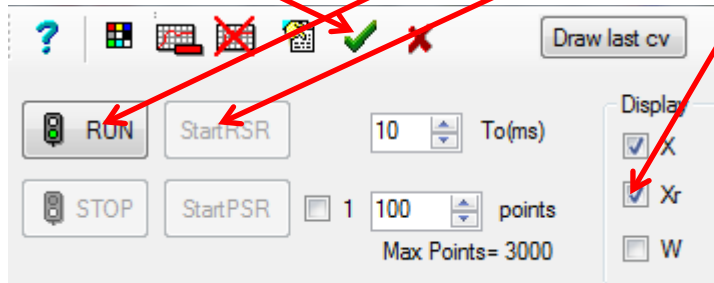 ? Draw last cv
RUN StartRSR 10 To(ms) Display
X
STOP StartPSR 1 100 points Xr
Max Points= 3000 W